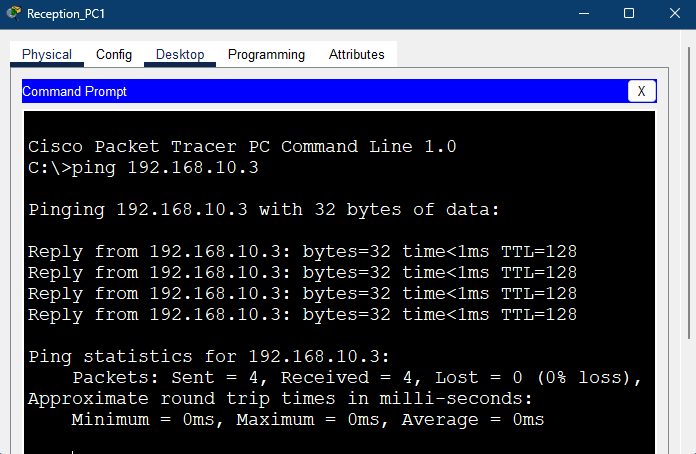 Reception_PC1
Physical Config Desktop Programming Attributes
Command Prompt X
Cisco Packet Tracer PC Command Line 1.0
C:\>ping 192.168.10.3
Pinging 192.168.10.3 with 32 bytes of data:
Reply from 192.168.10.3: bytes=32 time<1ms TTL=128
Reply from 192.168.10.3: bytes=32 time<1ms TTL=128
Reply from 192.168.10.3: bytes=32 time<1ms TTL=128
Reply from 192.168.10.3: bytes=32 time<1ms TTL=128
Ping statistics for 192.168.10.3:
Packets: Sent = 4, Received = 4, Lost = 0 (0% loss),
Approximate round trip times in milli-seconds:
Minimum = 0ms, Maximum = 0ms, Average = 0ms